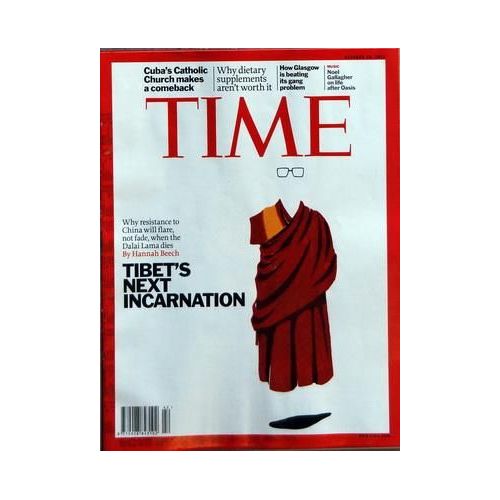 Cuba's Catholic
Church makes
a comeback
Why dietary
supplements
aren't worth it
How Glasgow
is beating
its gang
problem
MUSIC
Noel
Gallagher
on life
after Oasis
TIME
Why resistance to
China will flare,
not fade, when the
Dalai Lama dies
By Hannah Beech
TIBET'S
NEXT
INCARNATION